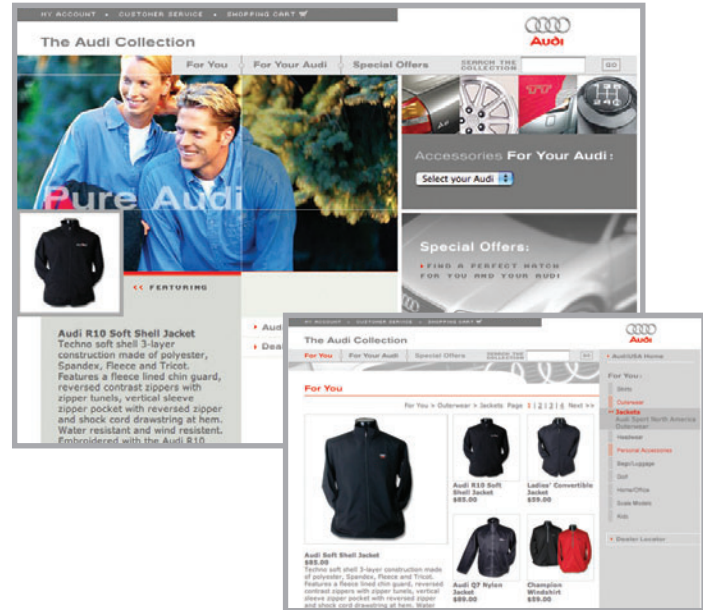 MY ACCOUNT • CUSTOMER SERVICE • SHOPPING CART
Audi
The Audi Collection
For You For Your Audi Special Offers SEARCH THE COLLECTION GO
A6 TT
Pure Audi
Accessories For Your Audi:
Select your Audi
Special Offers:
FIND A PERFECT MATCH
FOR YOU AND YOUR AUDI
<< FEATURING
Audi R10 Soft Shell Jacket
Techno soft shell 3-layer
construction made of polyester,
Spandex, Fleece and Tricot.
Features a fleece lined chin guard,
reversed contrast zippers with
zipper tunels, vertical sleeve
zipper pocket with reversed zipper
and shock cord drawstring at hem.
Water resistant and wind resistent.
Embroidered with the Audi R10
Aud
Deal
MY ACCOUNT • CUSTOMER SERVICE • SHOPPING CART
The Audi Collection
Audi
For You For Your Audi Special Offers SEARCH THE COLLECTION
For You
For You > Outerwear > Jackets Page 1 | 2 | 3 | 4 Next >>
Audi Soft Shell Jacket
$85.00
Techno soft shell 3-layer construction made
of polyester, Spandex, Fleece and Tricot.
Features a fleece lined chin guard, reversed
contrast zippers with zipper tunels, vertical
sleeve zipper pocket with reversed zipper
and shock cord drawstring at hem. Water
Audi R10 Soft
Shell Jacket
$85.00
Ladies' Convertible
Jacket
$59.00
Audi Q7 Nylon
Jacket
$89.00
Champion
Windshirt
$59.00
Audi USA Home
For You:
Shirts
Outerwear
<< Jackets
Audi Sport North America
Outerwear
Headwear
Personal Accessories
Bags/Luggage
Golf
Home/Office
Scale Models
Kids
Dealer Locator